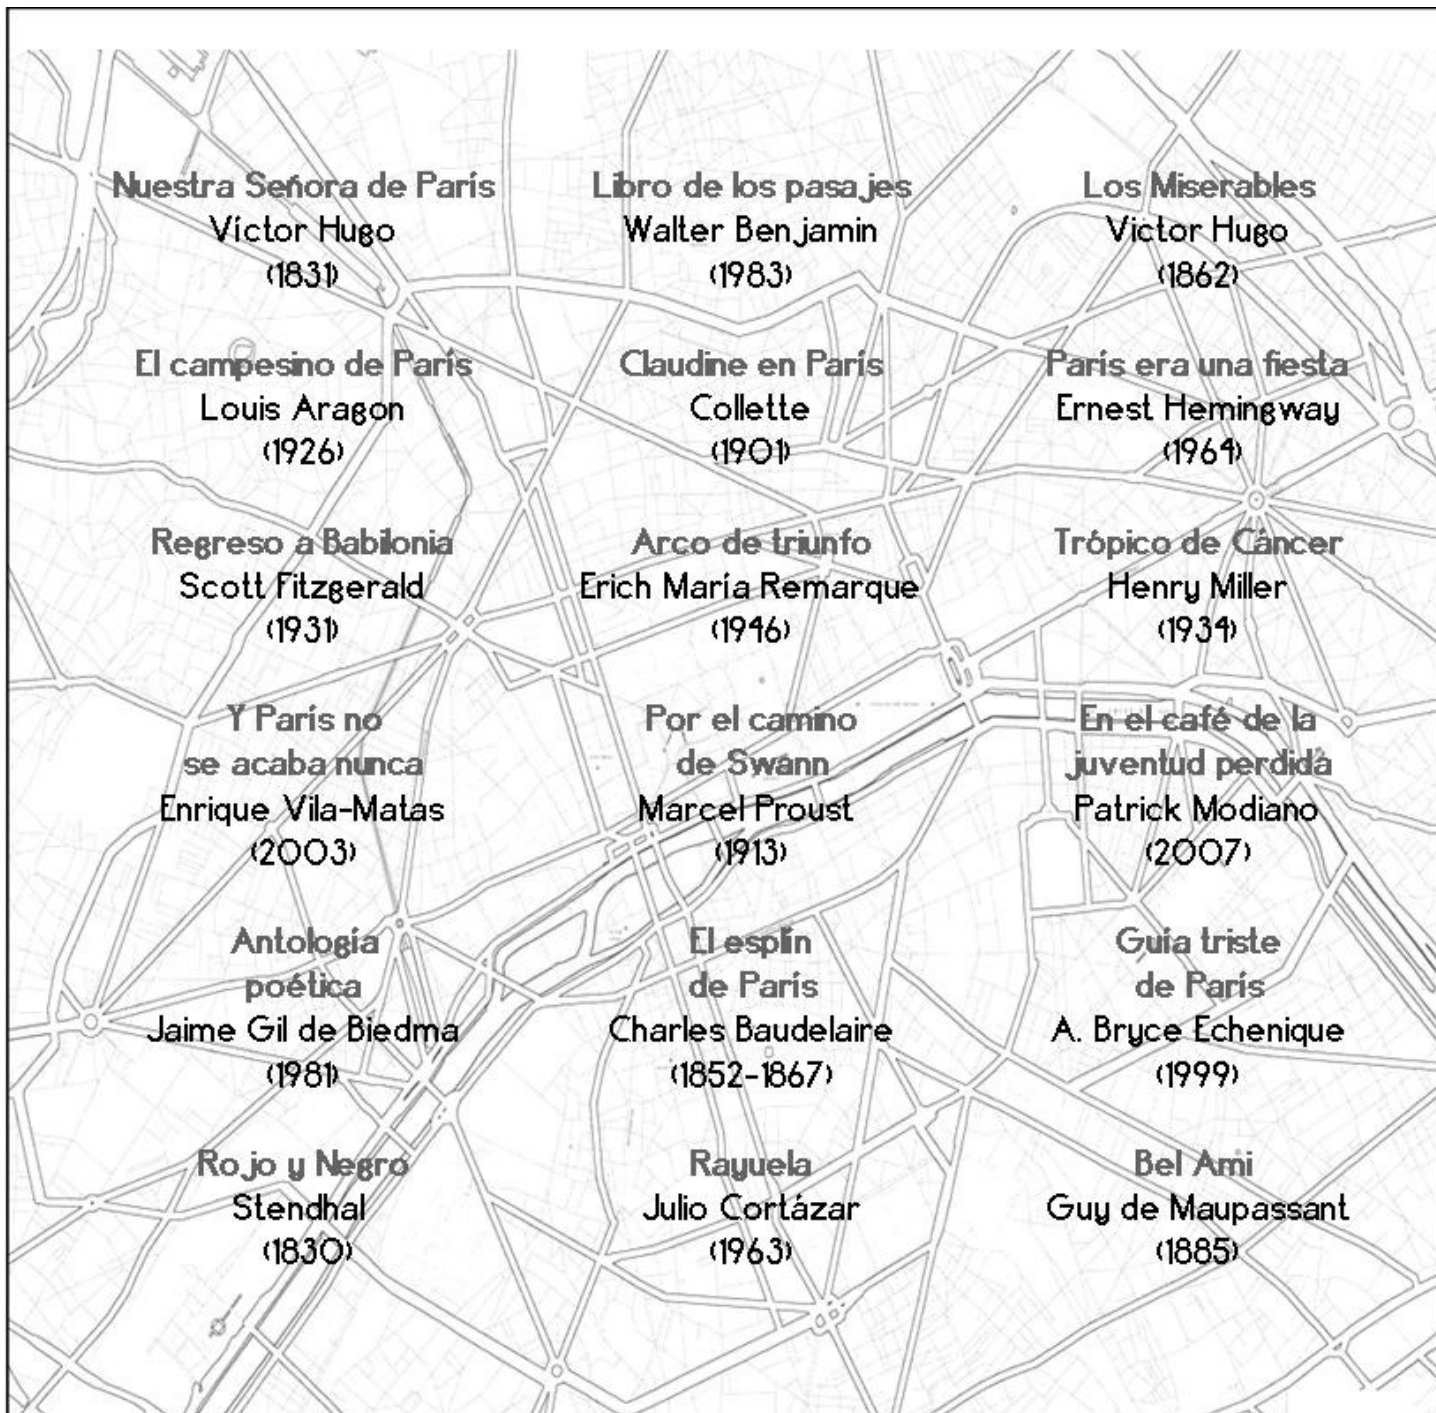 Nuestra Señora de París
Víctor Hugo
(1831)
Libro de los pasajes
Walter Benjamin
(1983)
Los Miserables
Victor Hugo
(1862)
El campesino de París
Louis Aragon
(1926)
Claudine en París
Collette
(1901)
París era una fiesta
Ernest Hemingway
(1964)
Regreso a Babilonia
Scott Fitzgerald
(1931)
Arco de triunfo
Erich María Remarque
(1946)
Trópico de Cáncer
Henry Miller
(1934)
Y París no
se acaba nunca
Enrique Vila-Matas
(2003)
Por el camino
de Swann
Marcel Proust
(1913)
En el café de la
juventud perdida
Patrick Modiano
(2007)
Antología
poética
Jaime Gil de Biedma
(1981)
El esplín
de París
Charles Baudelaire
(1852-1867)
Guía triste
de París
A. Bryce Echenique
(1999)
Rojo y Negro
Stendhal
(1830)
Rayuela
Julio Cortázar
(1963)
Bel Ami
Guy de Maupassant
(1885)